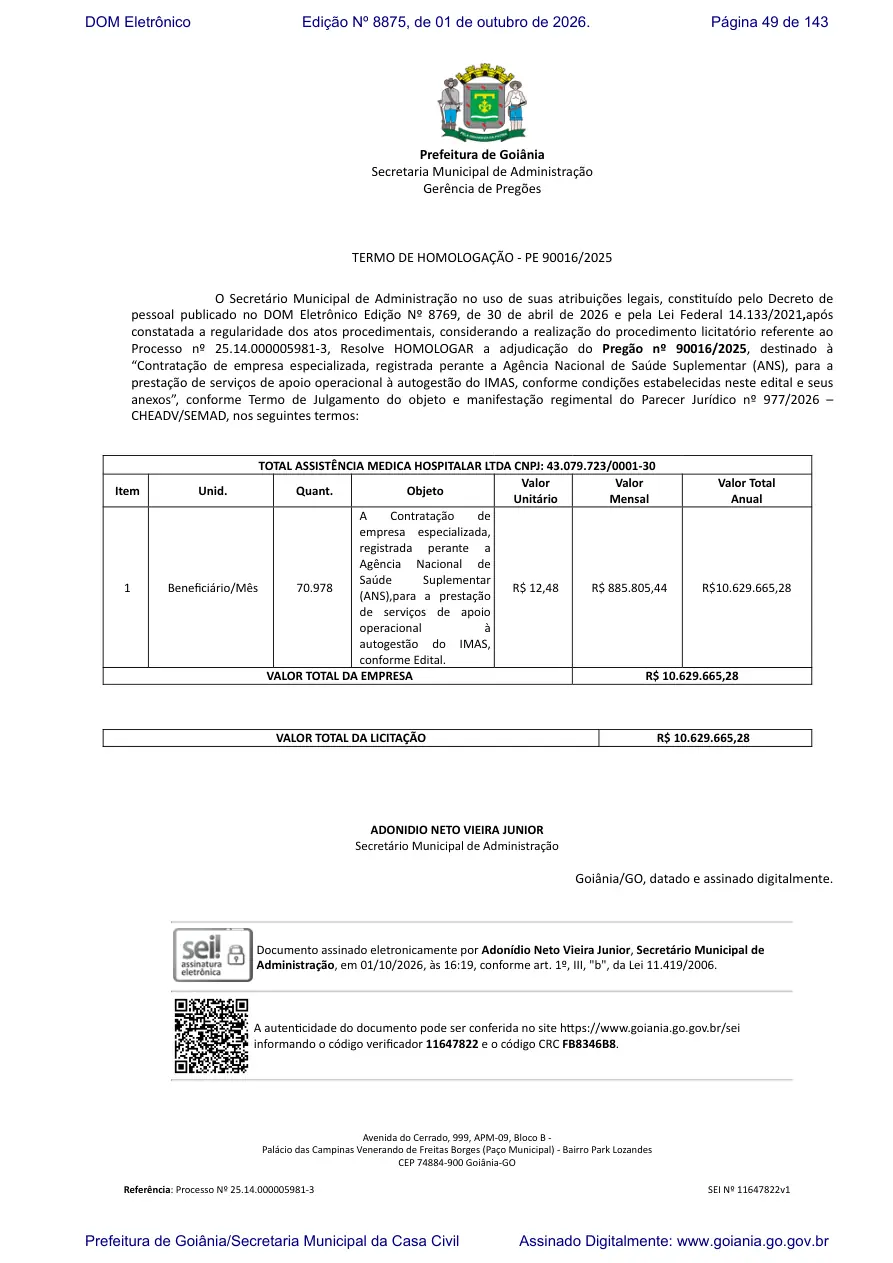 DOM Eletrônico Edição Nº 8875, de 01 de outubro de 2026. Página 49 de 143
Prefeitura de Goiânia
Secretaria Municipal de Administração
Gerência de Pregões
TERMO DE HOMOLOGAÇÃO - PE 90016/2025
O Secretário Municipal de Administração no uso de suas atribuições legais, constituído pelo Decreto de
pessoal publicado no DOM Eletrônico Edição Nº 8769, de 30 de abril de 2026 e pela Lei Federal 14.133/2021,após
constatada a regularidade dos atos procedimentais, considerando a realização do procedimento licitatório referente ao
Processo nº 25.14.000005981-3, Resolve HOMOLOGAR a adjudicação do Pregão nº 90016/2025, destinado à
“Contratação de empresa especializada, registrada perante a Agência Nacional de Saúde Suplementar (ANS), para a
prestação de serviços de apoio operacional à autogestão do IMAS, conforme condições estabelecidas neste edital e seus
anexos”, conforme Termo de Julgamento do objeto e manifestação regimental do Parecer Jurídico nº 977/2026 –
CHEADV/SEMAD, nos seguintes termos:
TOTAL ASSISTÊNCIA MEDICA HOSPITALAR LTDA CNPJ: 43.079.723/0001-30
Item Unid. Quant. Objeto Valor Unitário Valor Mensal Valor Total Anual
A Contratação de
empresa especializada,
registrada perante a
Agência Nacional de
Saúde Suplementar
1 Beneficiário/Mês 70.978 (ANS),para a prestação R$ 12,48 R$ 885.805,44 R$10.629.665,28
de serviços de apoio
operacional à
autogestão do IMAS,
conforme Edital.
VALOR TOTAL DA EMPRESA R$ 10.629.665,28
VALOR TOTAL DA LICITAÇÃO R$ 10.629.665,28
ADONIDIO NETO VIEIRA JUNIOR
Secretário Municipal de Administração
Goiânia/GO, datado e assinado digitalmente.
sei!
assinatura
eletrônica
Documento assinado eletronicamente por Adonídio Neto Vieira Junior, Secretário Municipal de
Administração, em 01/10/2026, às 16:19, conforme art. 1º, III, "b", da Lei 11.419/2006.
A autenticidade do documento pode ser conferida no site https://www.goiania.go.gov.br/sei
informando o código verificador 11647822 e o código CRC FB8346B8.
Avenida do Cerrado, 999, APM-09, Bloco B -
Palácio das Campinas Venerando de Freitas Borges (Paço Municipal) - Bairro Park Lozandes
CEP 74884-900 Goiânia-GO
Referência: Processo Nº 25.14.000005981-3 SEI Nº 11647822v1
Prefeitura de Goiânia/Secretaria Municipal da Casa Civil Assinado Digitalmente: www.goiania.go.gov.br